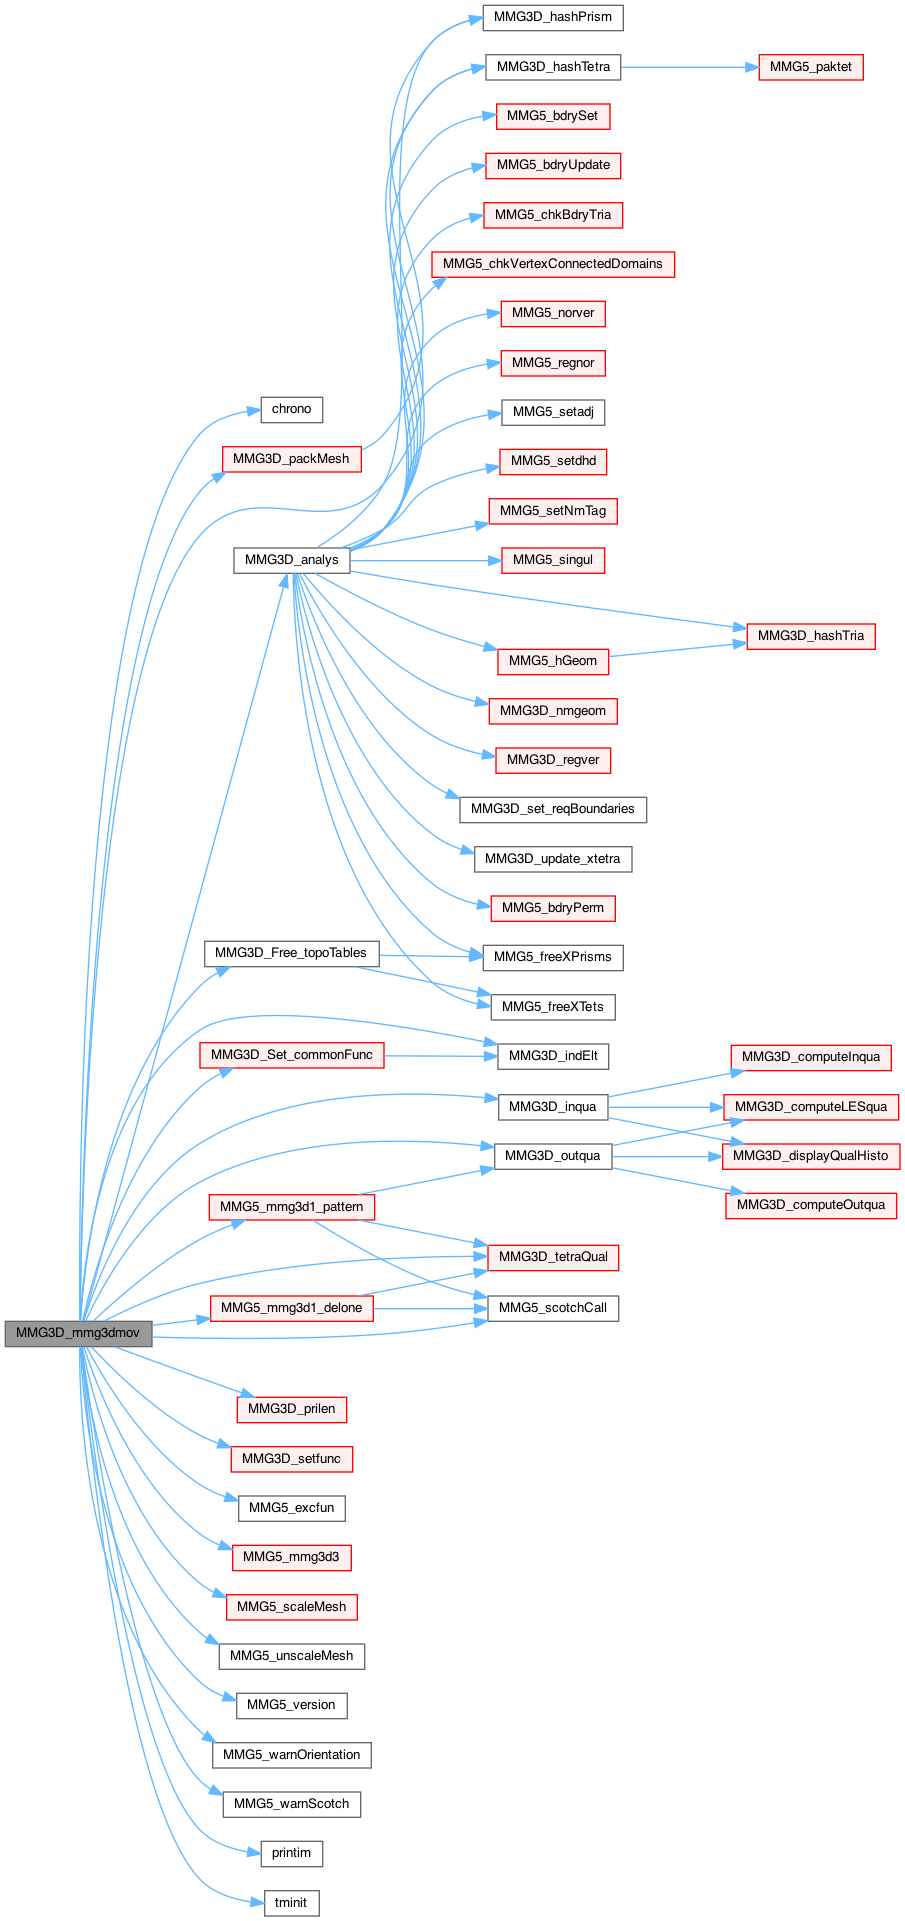 MMG3D_hashPrism
MMG3D_hashTetra
MMG5_paktet
MMG5_bdrySet
MMG5_bdryUpdate
MMG5_chkBdryTria
MMG5_chkVertexConnectedDomains
MMG5_norver
MMG5_regnor
chrono
MMG5_setadj
MMG3D_packMesh
MMG5_setdhd
MMG5_setNmTag
MMG3D_analys
MMG5_singul
MMG3D_hashTria
MMG5_hGeom
MMG3D_nmgeom
MMG3D_regver
MMG3D_set_reqBoundaries
MMG3D_update_xtetra
MMG5_bdryPerm
MMG3D_Free_topoTables
MMG5_freeXPrisms
MMG5_freeXTets
MMG3D_Set_commonFunc
MMG3D_indElt
MMG3D_computeInqua
MMG3D_inqua
MMG3D_computeLESqua
MMG3D_outqua
MMG3D_displayQualHisto
MMG5_mmg3d1_pattern
MMG3D_computeOutqua
MMG3D_tetraQual
MMG5_mmg3d1_delone
MMG5_scotchCall
MMG3D_mmg3dmov
MMG3D_prilen
MMG3D_setfunc
MMG5_excfun
MMG5_mmg3d3
MMG5_scaleMesh
MMG5_unscaleMesh
MMG5_version
MMG5_warnOrientation
MMG5_warnScotch
printim
tminit